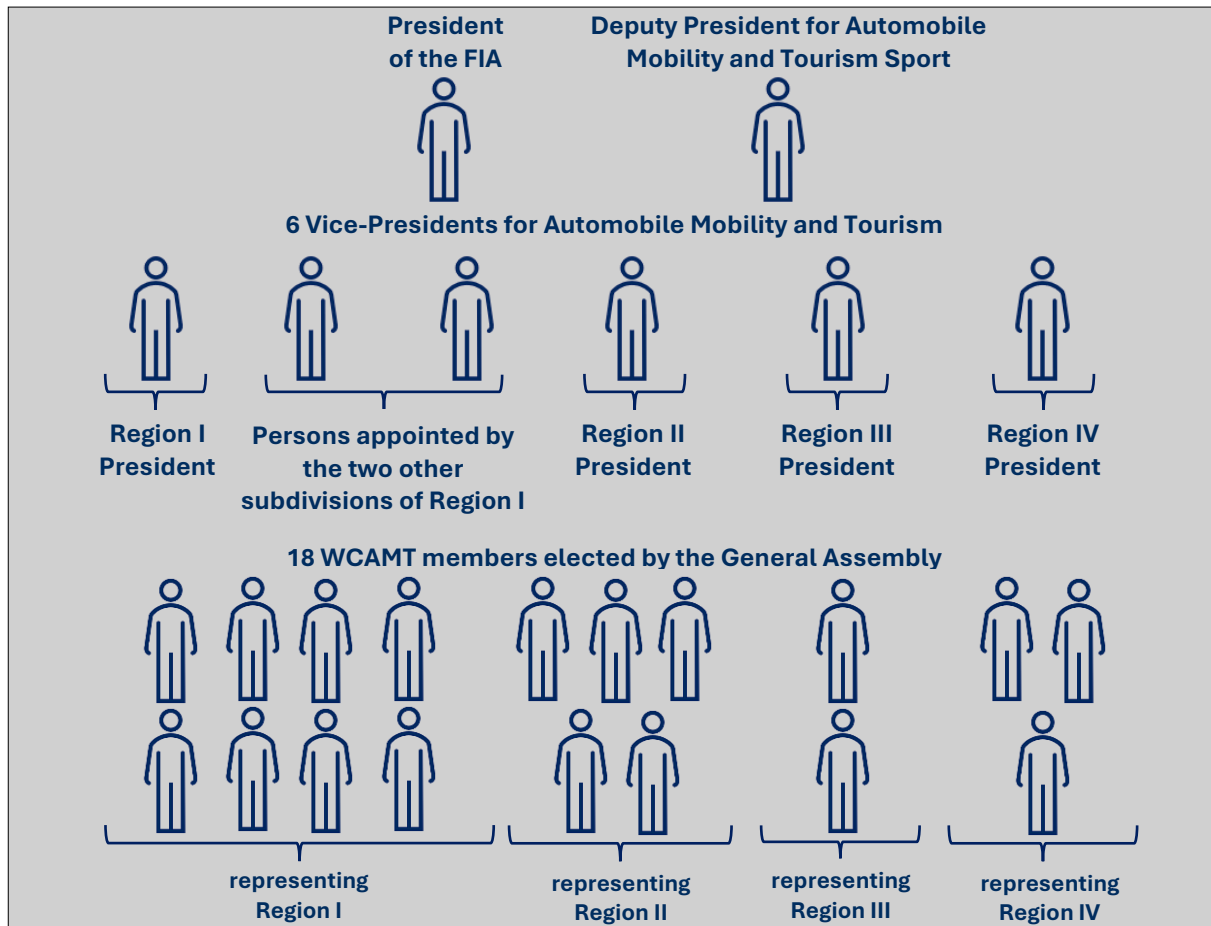 President
of the FIA
Deputy President for Automobile
Mobility and Tourism Sport
6 Vice-Presidents for Automobile Mobility and Tourism
Region I
President
Persons appointed by
the two other
subdivisions of Region I
Region II
President
Region III
President
Region IV
President
18 WCAMT members elected by the General Assembly
representing
Region I
representing
Region II
representing
Region III
representing
Region IV